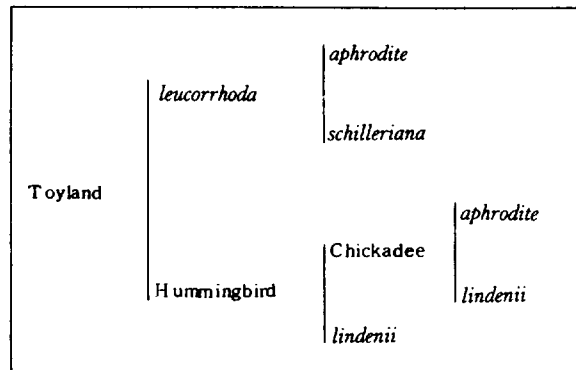 aphrodite
leucorrhoda
schilleriana
Toyland
aphrodite
Chickadee
Hummingbird
lindenii
lindenii